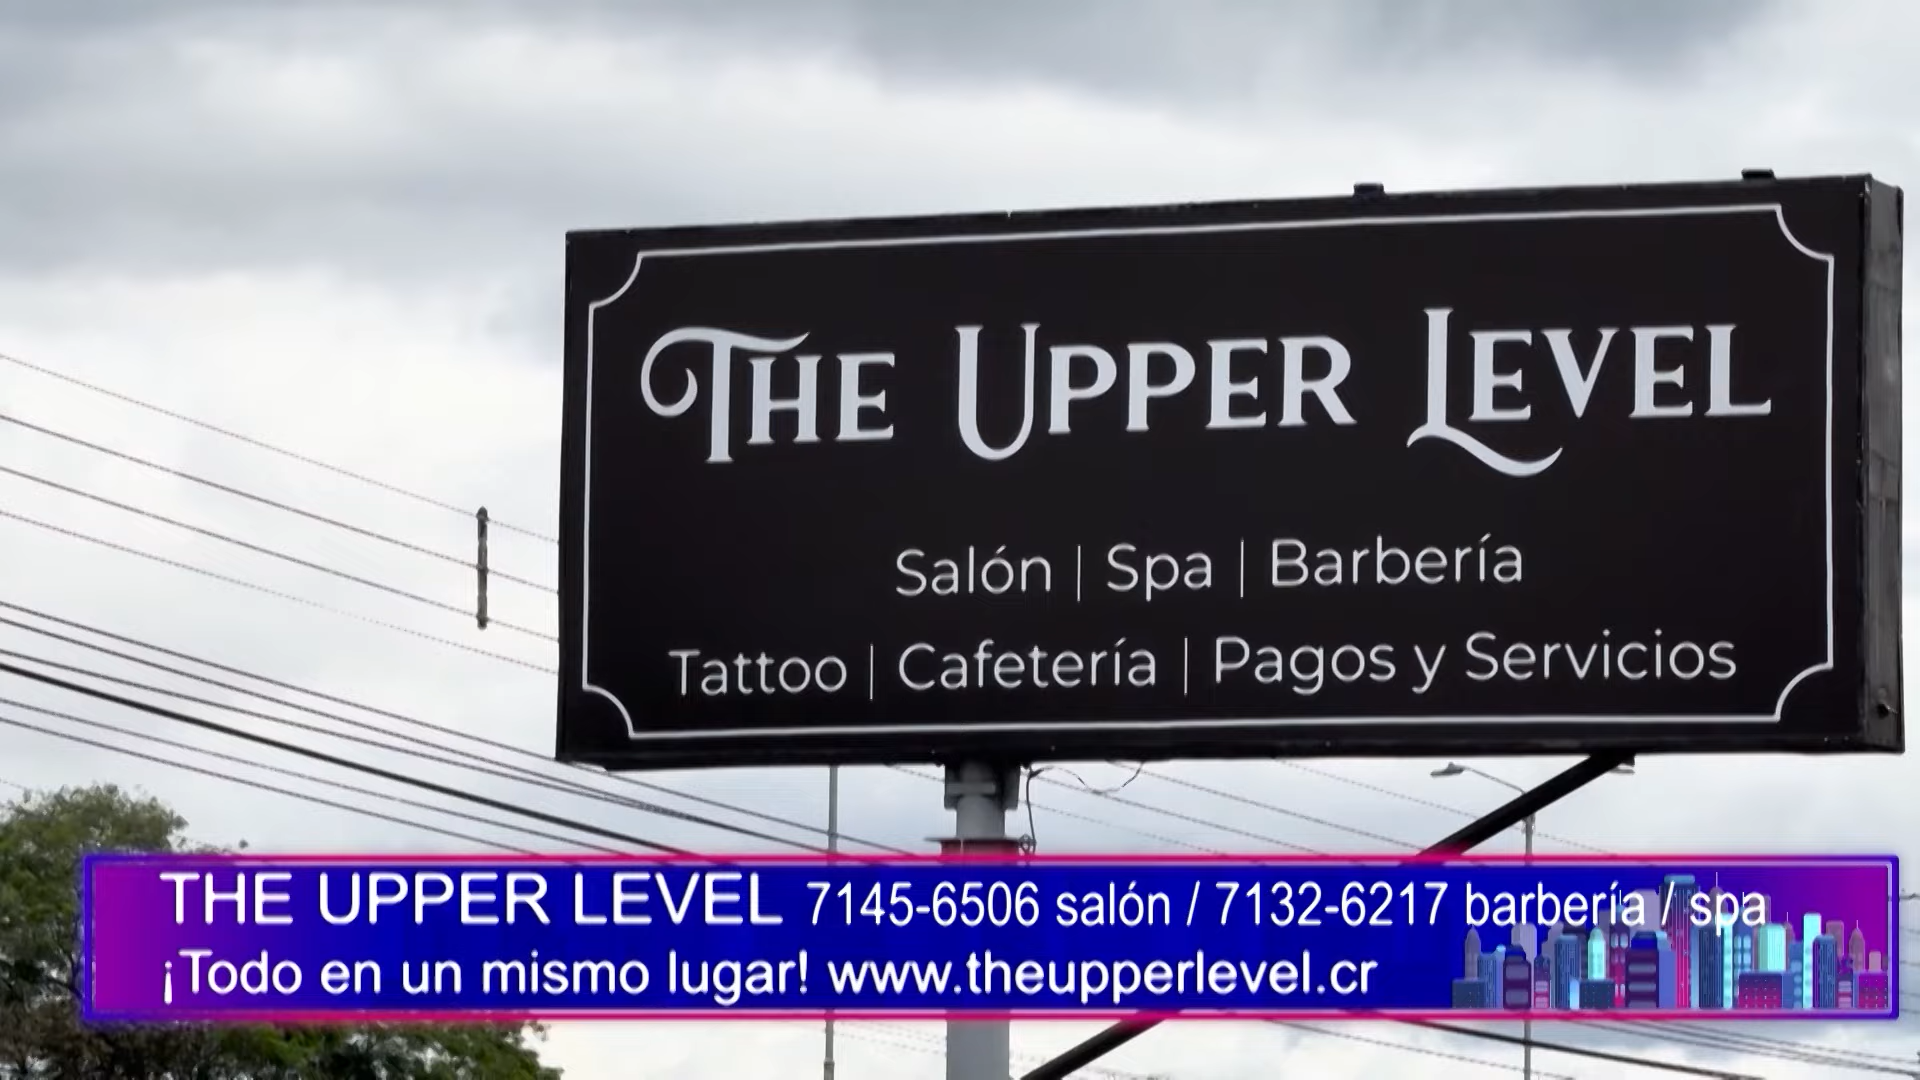 THE UPPER LEVEL
Salón | Spa | Barbería
Tattoo | Cafetería | Pagos y Servicios
THE UPPER LEVEL 7145-6506 salón / 7132-6217 barbería / spa
¡Todo en un mismo lugar! www.theupperlevel.cr